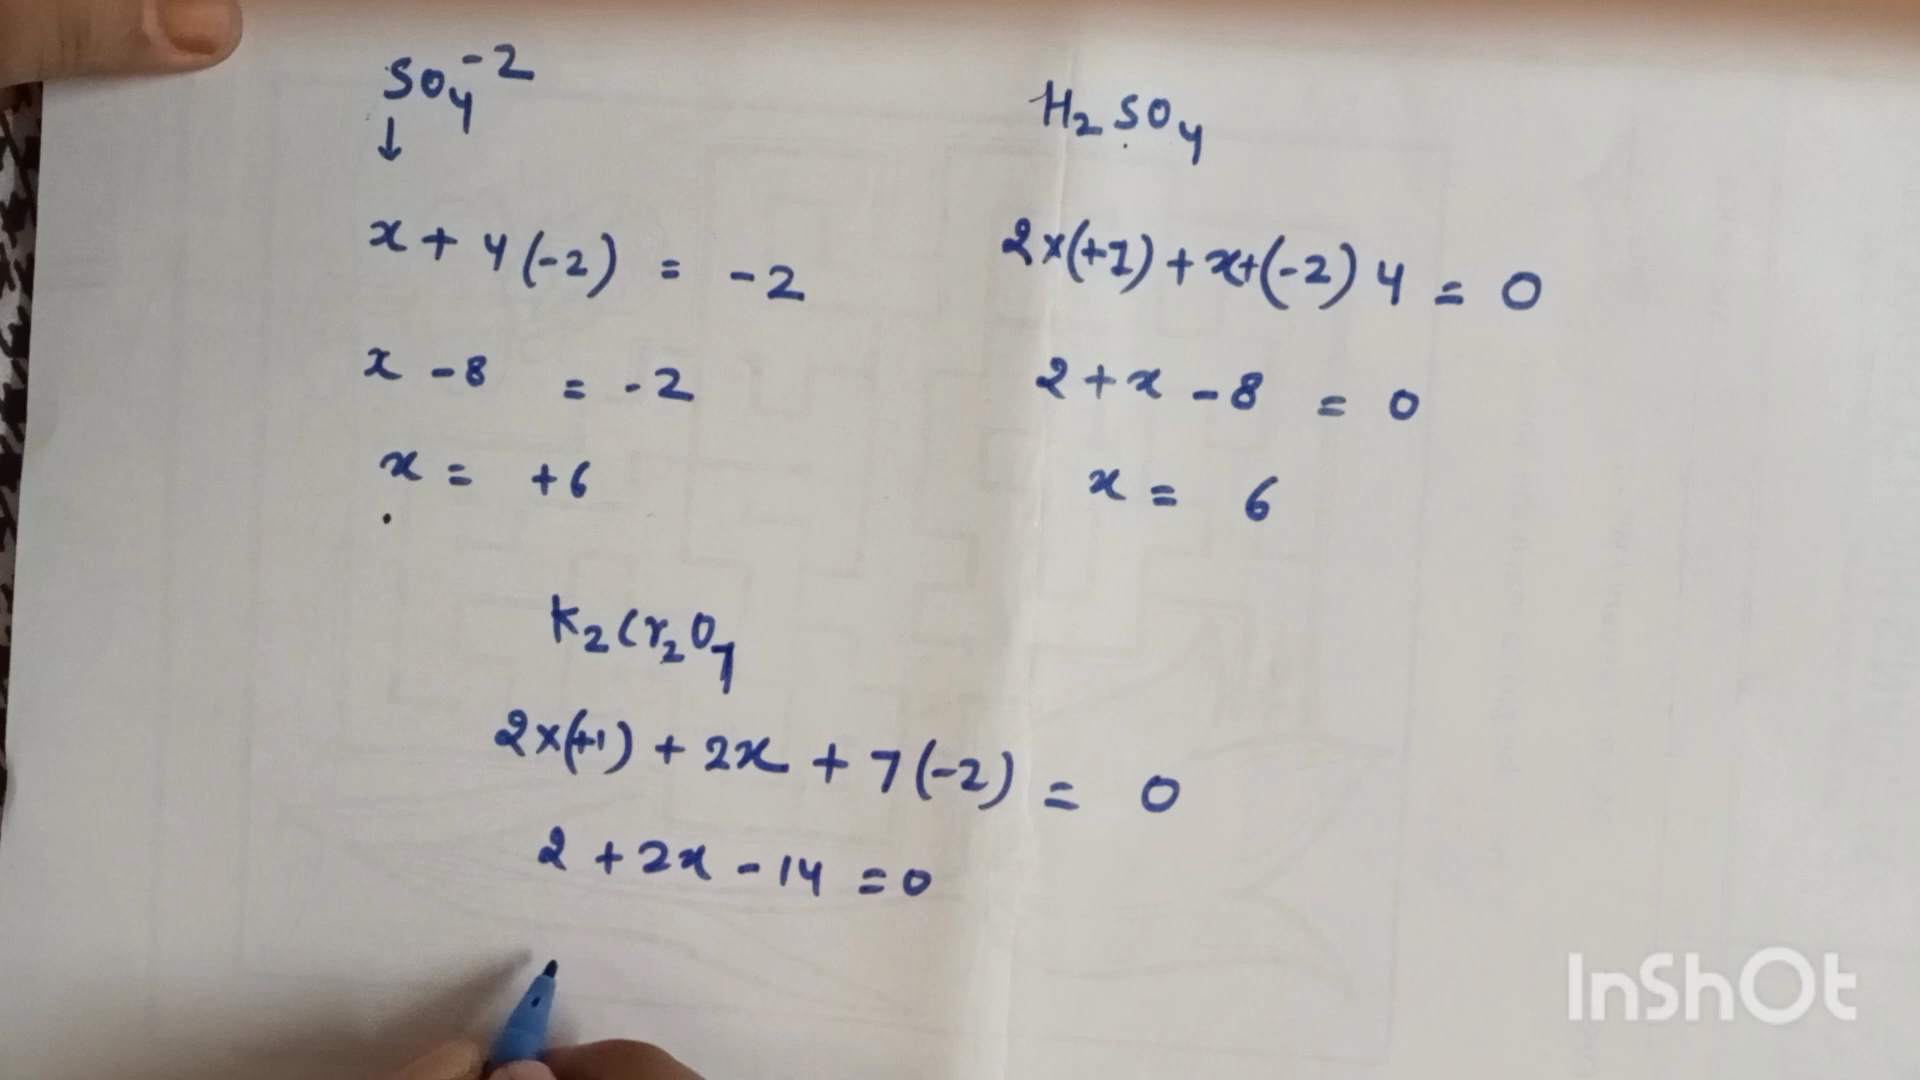 SO₄⁻²
↓
x + 4(-2) = -2
x - 8 = -2
x = +6
H₂SO₄
2×(+1) + x+(-2)4 = 0
2 + x - 8 = 0
x = 6
K₂Cr₂O₇
2×(+1) + 2x + 7(-2) = 0
2 + 2x - 14 = 0
InShOt